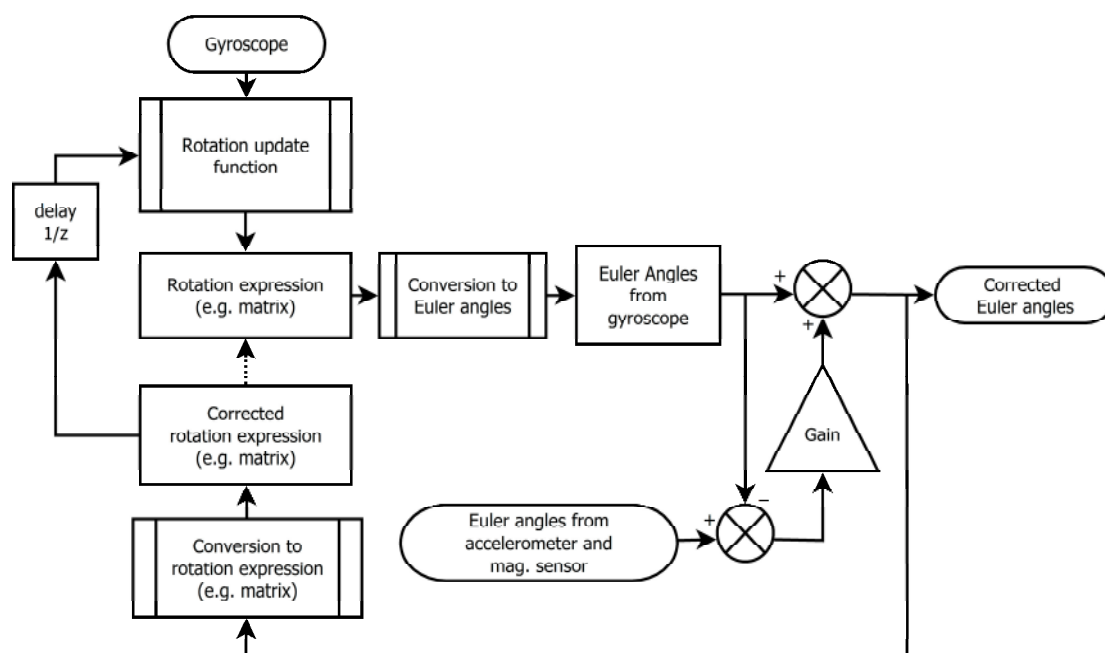 Gyroscope
Rotation update
function
delay
1/z
Rotation expression
(e.g. matrix)
Conversion to
Euler angles
Euler Angles
from
gyroscope
+
+
Corrected
Euler angles
Corrected
rotation expression
(e.g. matrix)
Gain
Conversion to
rotation expression
(e.g. matrix)
Euler angles from
accelerometer and
mag. sensor
+
−